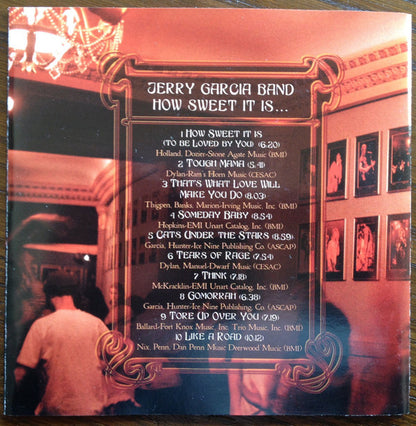 JERRY GARCIA BAND
HOW SWEET IT IS...
1 HOW SWEET IT IS
(TO BE LOVED BY YOU) (6.20)
Holland, Dozier-Stone Agate Music (BMI)
2 TOUGH MAMA (5.41)
Dylan-Ram's Horn Music (CESAC)
3 THAT'S WHAT LOVE WILL
MAKE YOU DO (8.03)
Thigpen, Banks, Marion-Irving Music, Inc. (BMI)
4 SOMEDAY BABY (8.54)
Hopkins-EMI Unart Catalog, Inc. (BMI)
5 CATS UNDER THE STARS (8.59)
Garcia, Hunter-Ice Nine Publishing Co. (ASCAP)
6 TEARS OF RAGE (7.54)
Dylan, Manuel-Dwarf Music (CESAC)
7 THINK (7.18)
McKracklin-EMI Unart Catalog, Inc. (BMI)
8 GOMORRAH (6.38)
Garcia, Hunter-Ice Nine Publishing Co. (ASCAP)
9 TORE UP OVER YOU (7.19)
Ballard-Fort Knox Music, Inc. Trio Music, Inc. (BMI)
10 LIKE A ROAD (10.12)
Nix, Penn, Dan Penn Music Deerwood Music (BMI)